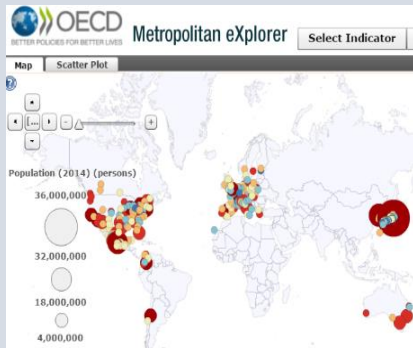 OECD
BETTER POLICIES FOR BETTER LIVES
Metropolitan eXplorer
Select Indicator
Map
Scatter Plot
?
[...
-
+
Population (2014) (persons)
36,000,000
32,000,000
18,000,000
4,000,000